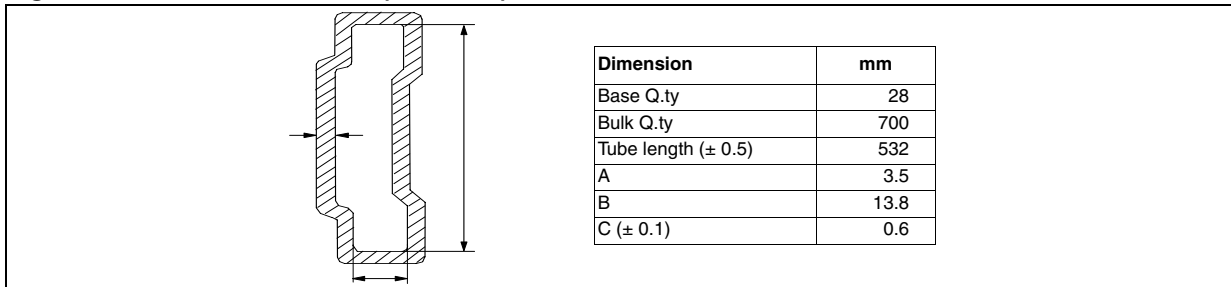 Dimension mm
Base Q.ty 28
Bulk Q.ty 700
Tube length (± 0.5) 532
A 3.5
B 13.8
C (± 0.1) 0.6